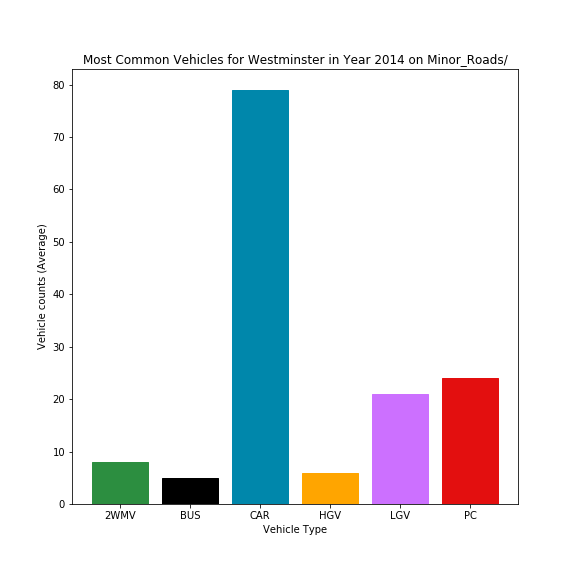 Most Common Vehicles for Westminster in Year 2014 on Minor_Roads/
80
70
60
50
40
30
20
10
0
Vehicle counts (Average)
2WMV BUS CAR HGV LGV PC
Vehicle Type